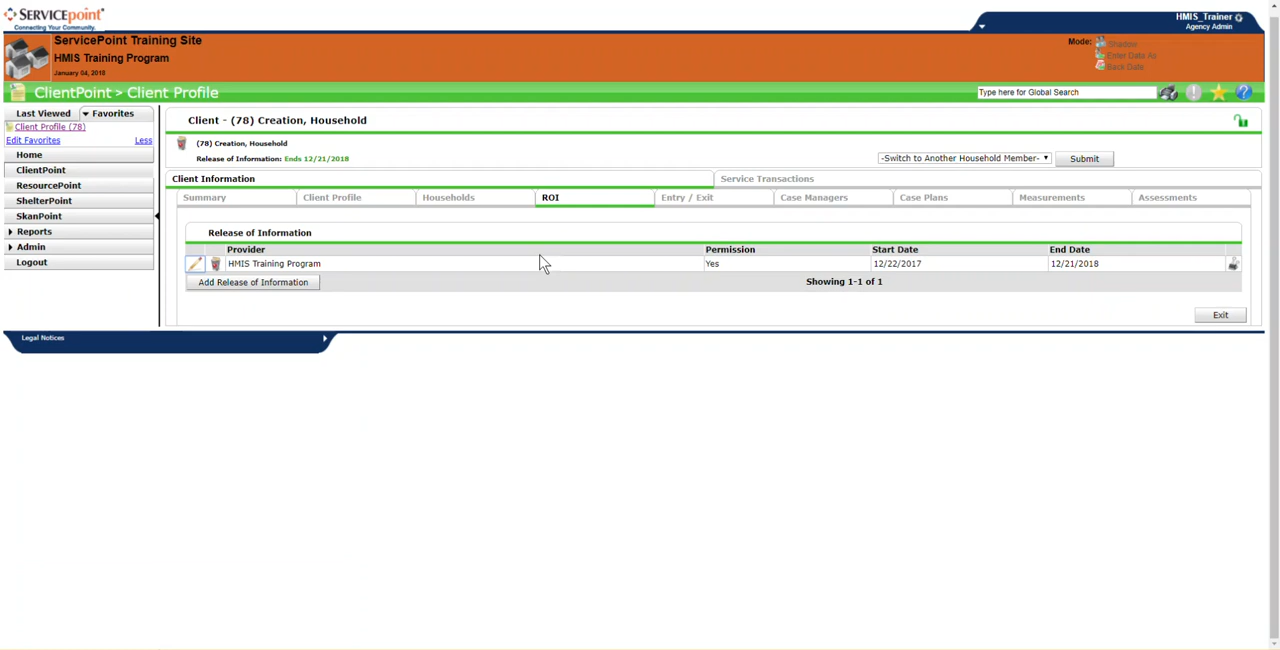 SERVICEpoint
Connecting Your Community.
HMIS_Trainer
Agency Admin
ServicePoint Training Site
HMIS Training Program
January 04, 2018
Mode:
Shadow
Enter Data As
Back Date
ClientPoint > Client Profile
Type here for Global Search
Last Viewed
Favorites
Client Profile (78)
Edit Favorites
Less
Home
ClientPoint
ResourcePoint
ShelterPoint
SkanPoint
Reports
Admin
Logout
Legal Notices
Client - (78) Creation, Household
(78) Creation, Household
Release of Information: Ends 12/21/2018
-Switch to Another Household Member-
Submit
Client Information
Service Transactions
Summary
Client Profile
Households
ROI
Entry / Exit
Case Managers
Case Plans
Measurements
Assessments
Release of Information
Provider Permission Start Date End Date
HMIS Training Program Yes 12/22/2017 12/21/2018
Add Release of Information
Showing 1-1 of 1
Exit